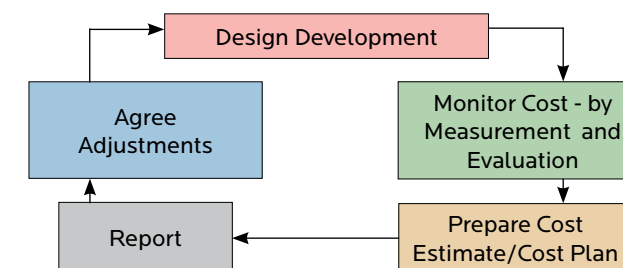 Design Development
Monitor Cost - by
Measurement and
Evaluation
Prepare Cost
Estimate/Cost Plan
Report
Agree
Adjustments